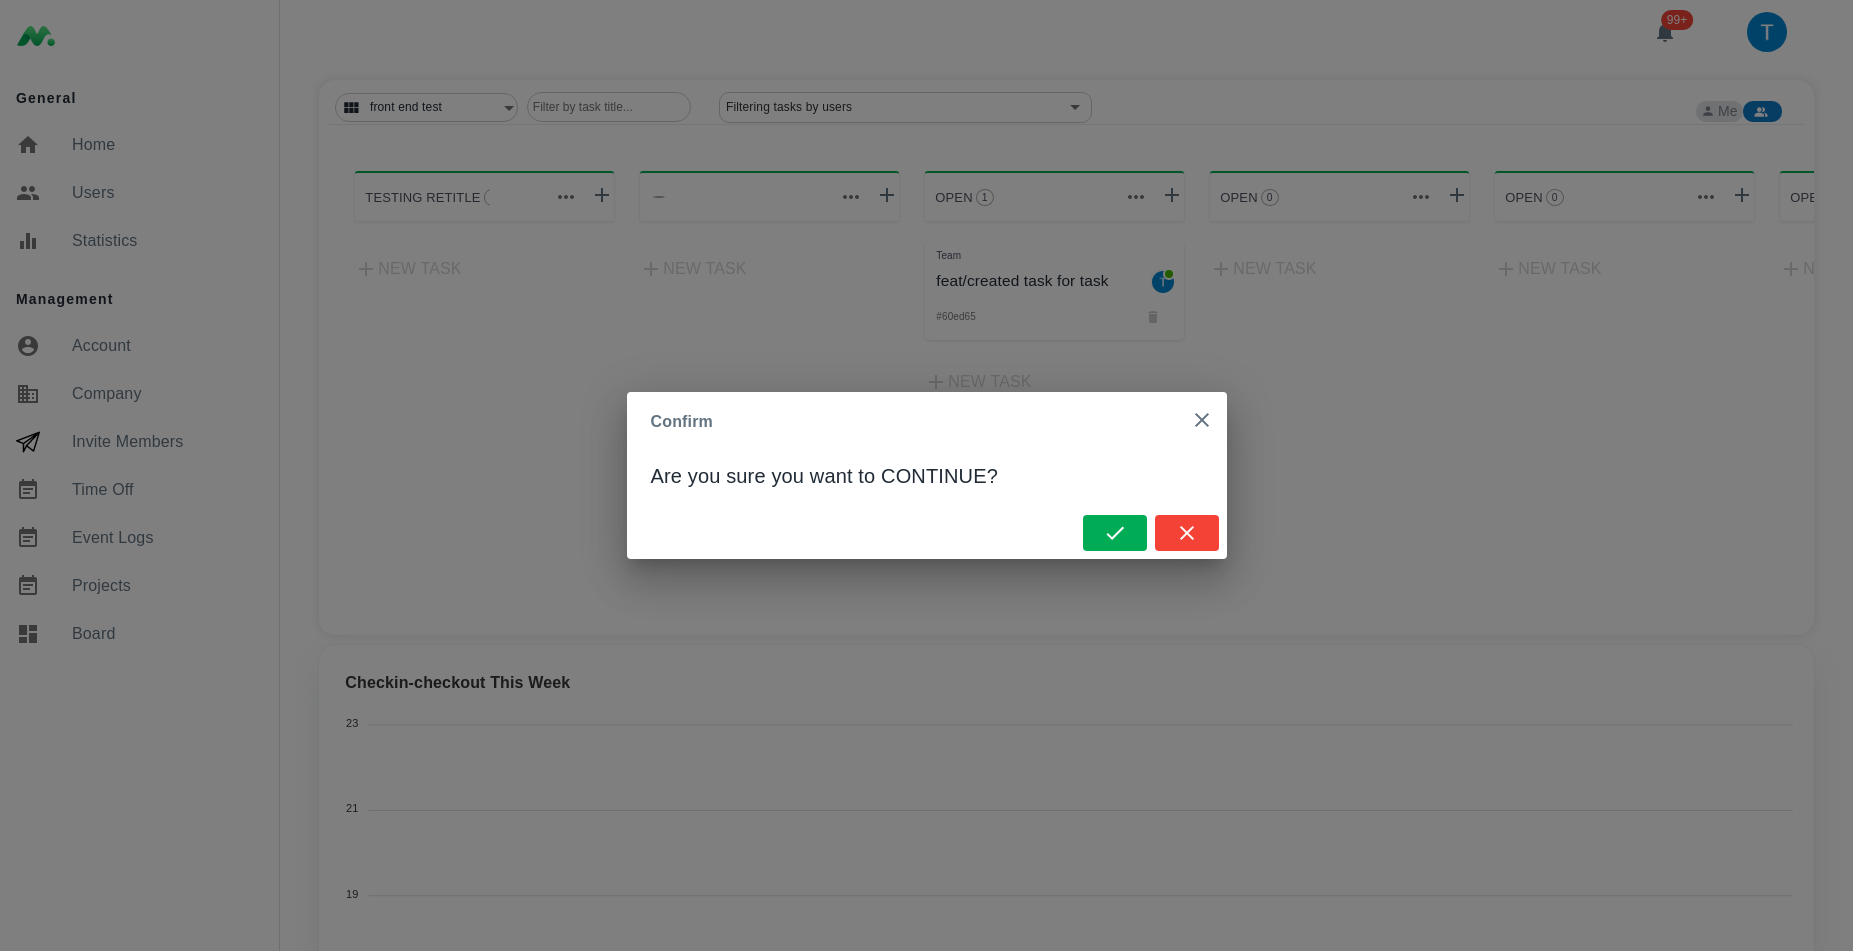 99+
T
General
Home
Users
Statistics
Management
Account
Company
Invite Members
Time Off
Event Logs
Projects
Board
front end test
Filter by task title...
Filtering tasks by users
Me
TESTING RETITLE
OPEN 1
OPEN 0
OPEN 0
NEW TASK
NEW TASK
Team
feat/created task for task
T
#60ed65
NEW TASK
NEW TASK
NEW TASK
Confirm
Are you sure you want to CONTINUE?
Checkin-checkout This Week
23
21
19